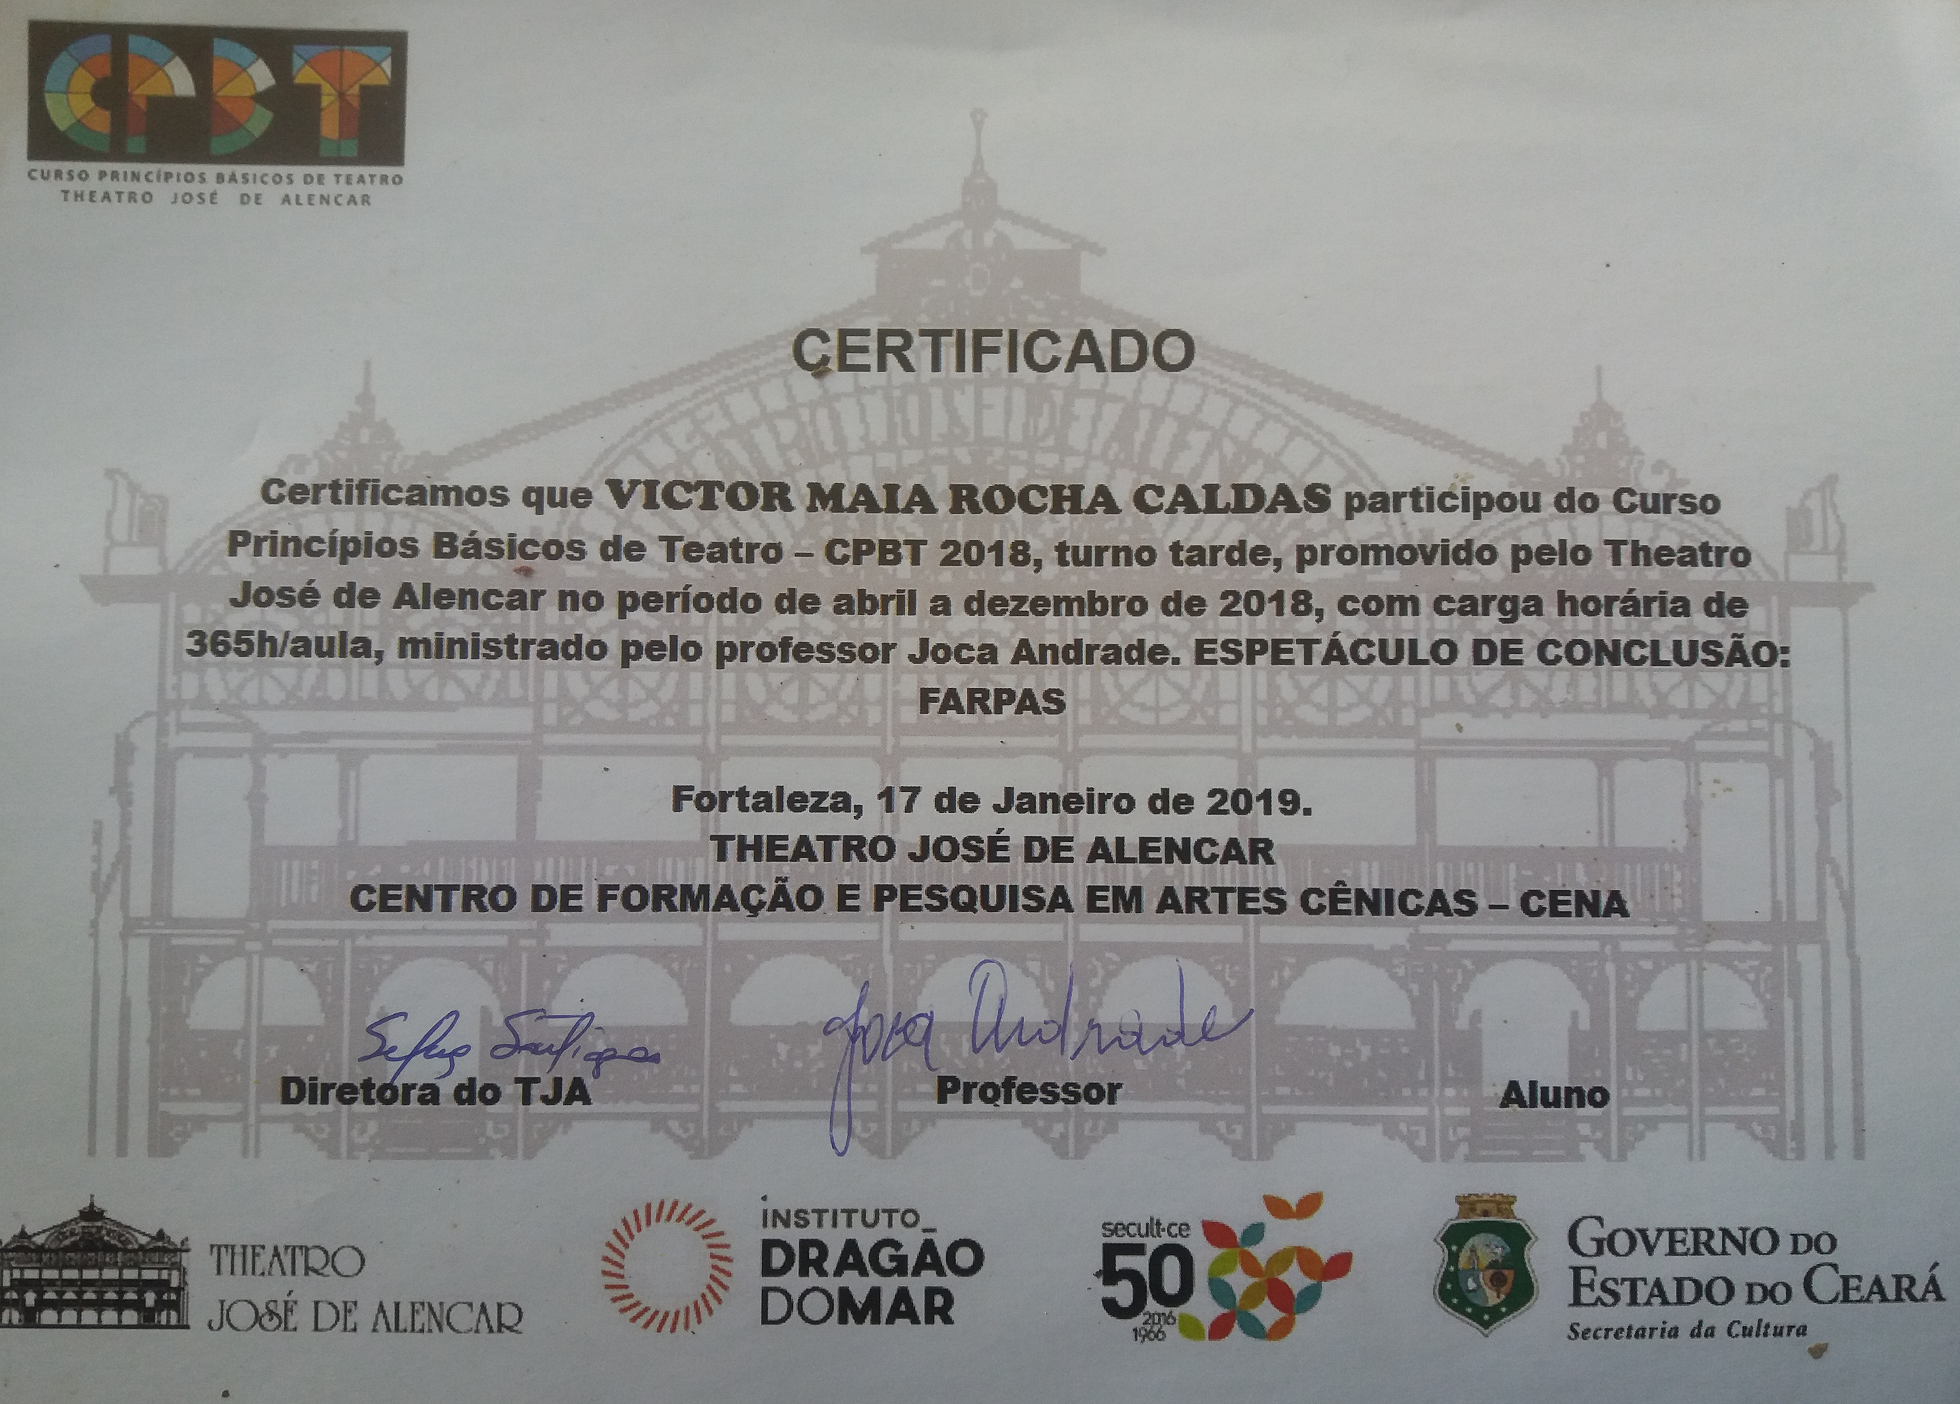 CPBT
CURSO PRINCÍPIOS BÁSICOS DE TEATRO
THEATRO JOSÉ DE ALENCAR
CERTIFICADO
Certificamos que VICTOR MAIA ROCHA CALDAS participou do Curso
Princípios Básicos de Teatro – CPBT 2018, turno tarde, promovido pelo Theatro
José de Alencar no período de abril a dezembro de 2018, com carga horária de
365h/aula, ministrado pelo professor Joca Andrade. ESPETÁCULO DE CONCLUSÃO:
FARPAS
Fortaleza, 17 de Janeiro de 2019.
THEATRO JOSÉ DE ALENCAR
CENTRO DE FORMAÇÃO E PESQUISA EM ARTES CÊNICAS – CENA
Joca Andrade
Diretora do TJA Professor Aluno
THEATRO
JOSÉ DE ALENCAR
INSTITUTO_
DRAGÃO
DOMAR
secult-ce
50
2016
1966
GOVERNO DO
ESTADO DO CEARÁ
Secretaria da Cultura